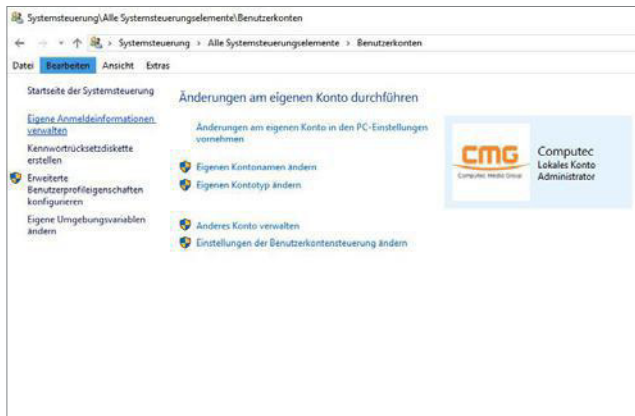 Systemsteuerung\Alle Systemsteuerungselemente\Benutzerkonten
Systemsteuerung > Alle Systemsteuerungselemente > Benutzerkonten
Datei Bearbeiten Ansicht Extras
Startseite der Systemsteuerung
Eigene Anmeldeinformationen
verwalten
Kennwortrücksetzdiskette
erstellen
Erweiterte
Benutzerprofileigenschaften
konfigurieren
Eigene Umgebungsvariablen
ändern
Änderungen am eigenen Konto durchführen
Änderungen am eigenen Konto in den PC-Einstellungen
vornehmen
Eigenen Kontonamen ändern
Eigenen Kontotyp ändern
Anderes Konto verwalten
Einstellungen der Benutzerkontensteuerung ändern
CMG
Computec Media Group
Computec
Lokales Konto
Administrator